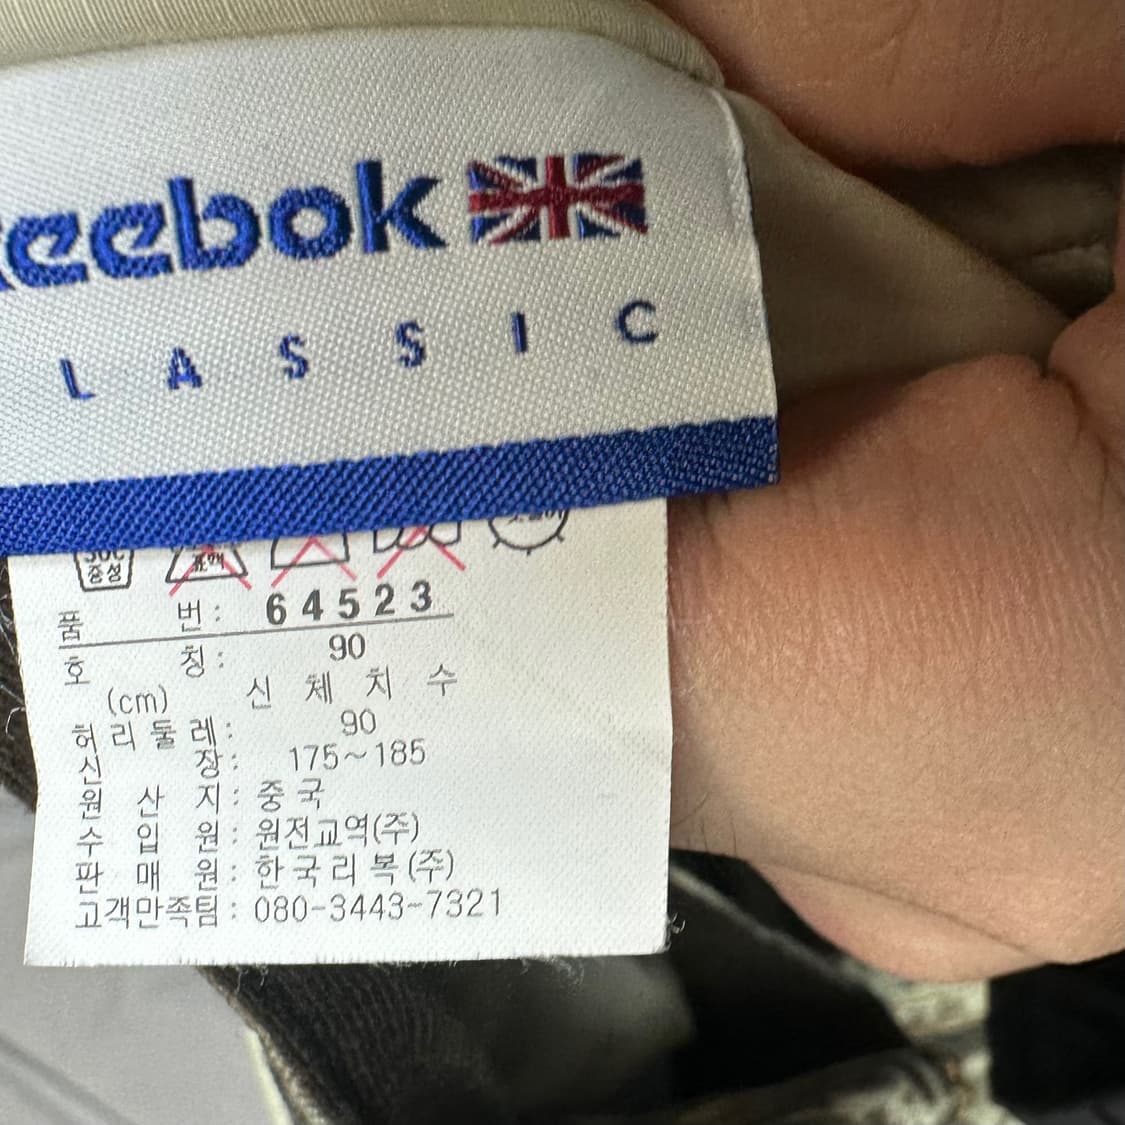 eebok
LASSIC
중성
표백
품 번 : 64523
호 칭 : 90
(cm) 신 체 치 수
허리둘레 : 90
신 장 : 175~185
원 산 지 : 중국
수 입 원 : 원전교역(주)
판 매 원 : 한국리복(주)
고객만족팀 : 080-3443-7321